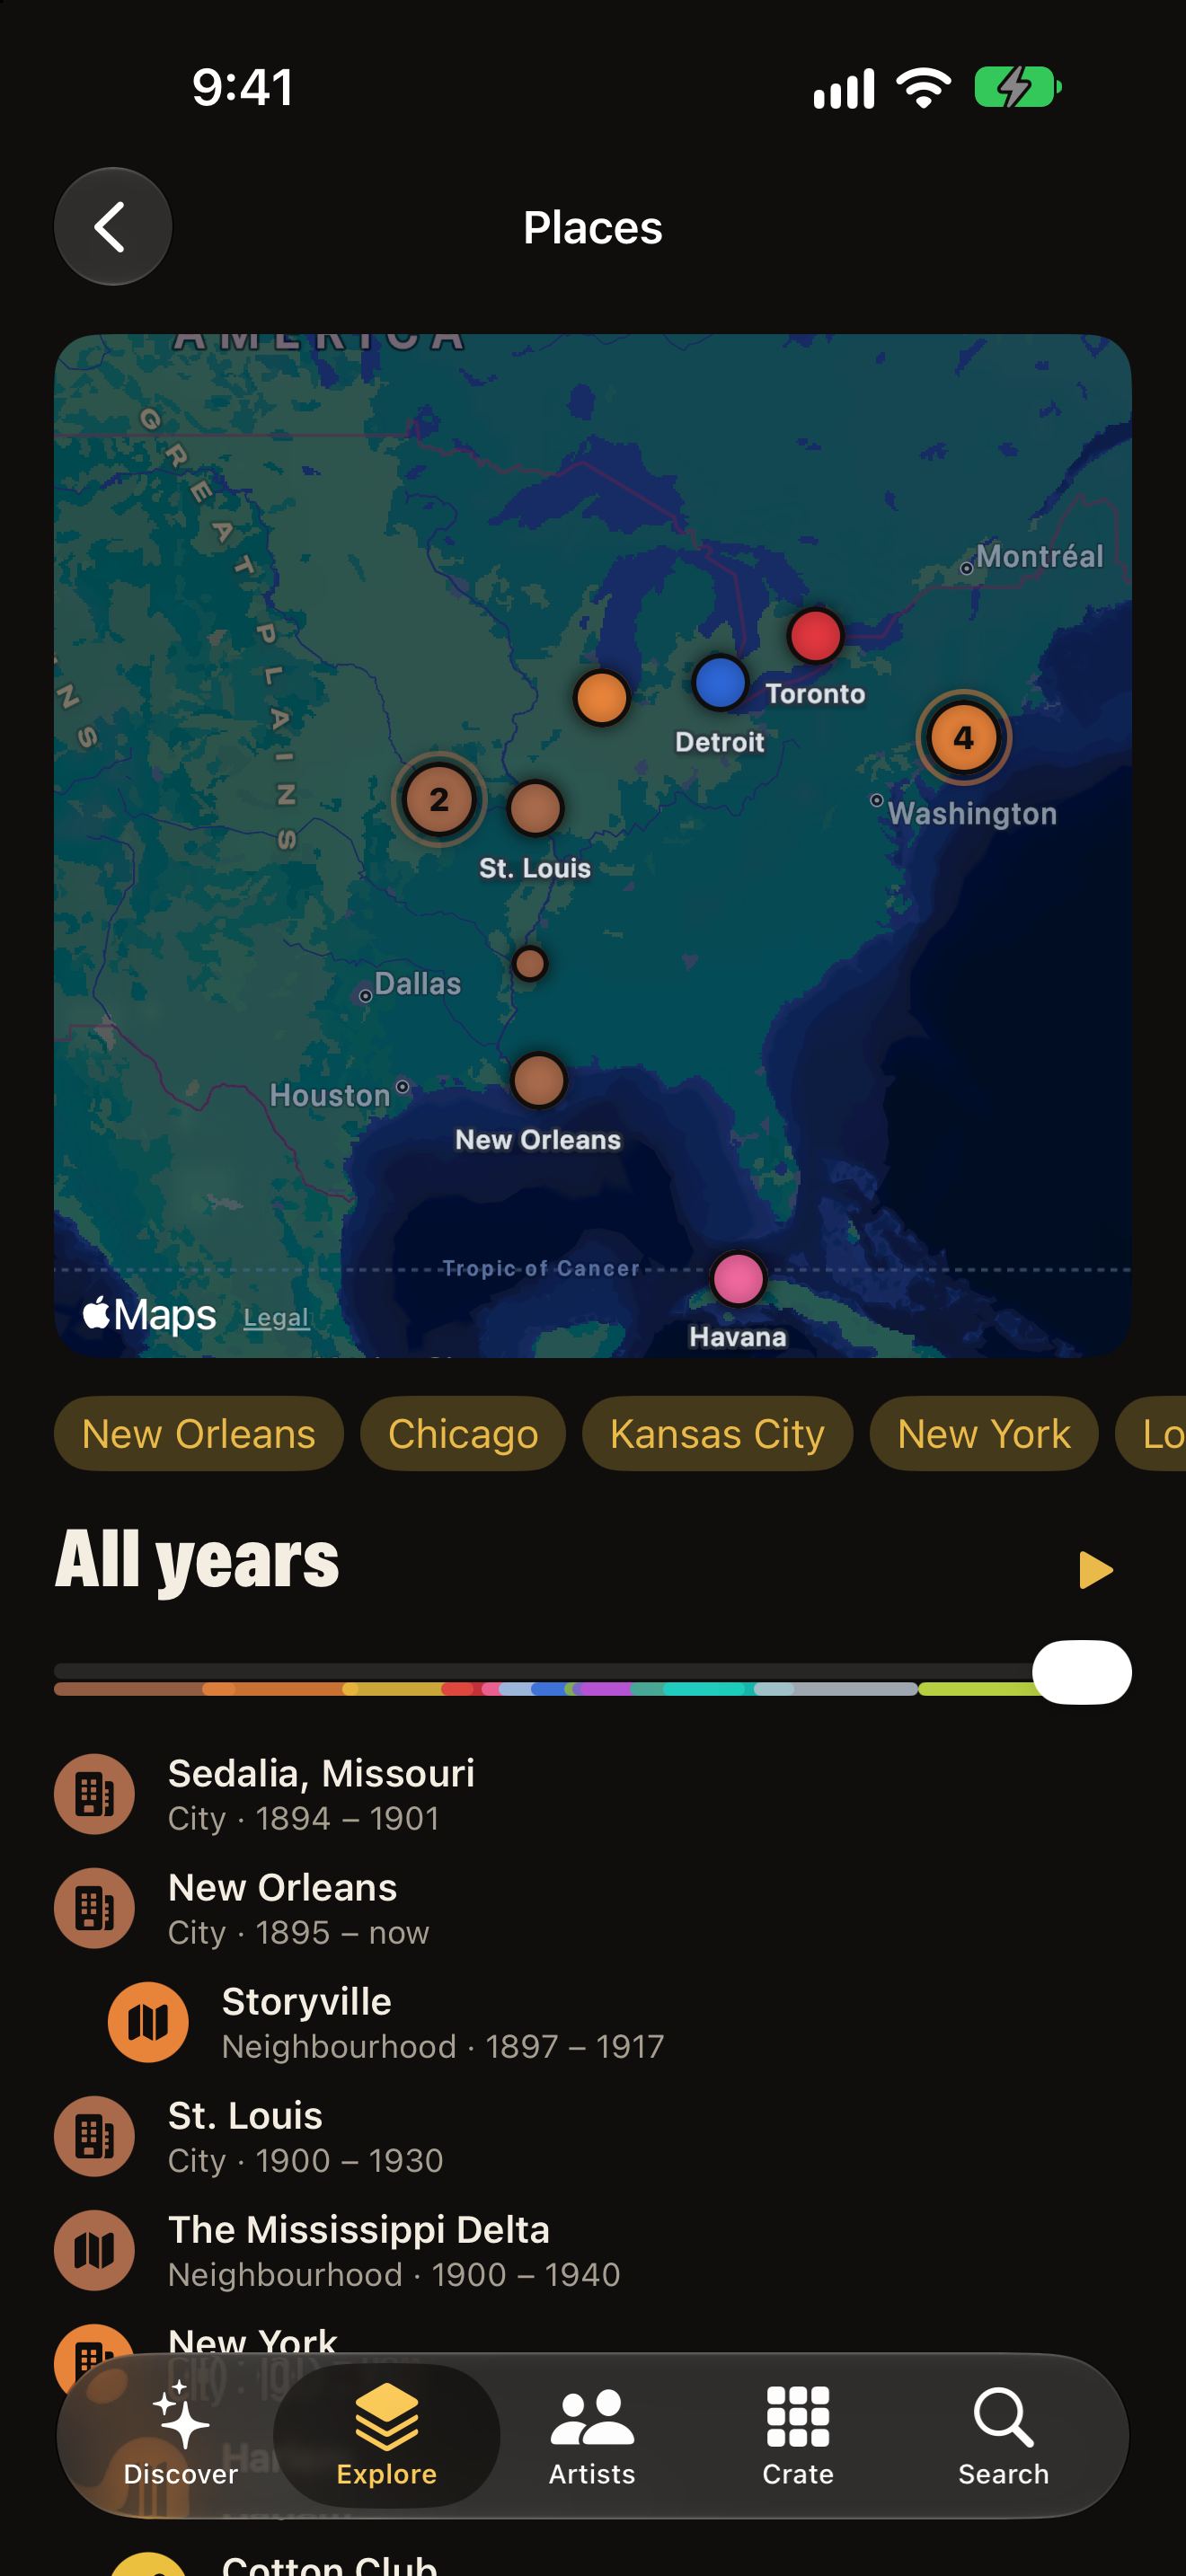 9:41
Places
AMERICA
GREAT PLAINS
Montréal
Toronto
Detroit
4
Washington
2
St. Louis
Dallas
Houston
New Orleans
Tropic of Cancer
Maps
Legal
Havana
New Orleans
Chicago
Kansas City
New York
Lo
All years
Sedalia, Missouri
City · 1894 – 1901
New Orleans
City · 1895 – now
Storyville
Neighbourhood · 1897 – 1917
St. Louis
City · 1900 – 1930
The Mississippi Delta
Neighbourhood · 1900 – 1940
New York
Discover
Explore
Artists
Crate
Search
Cotton Club